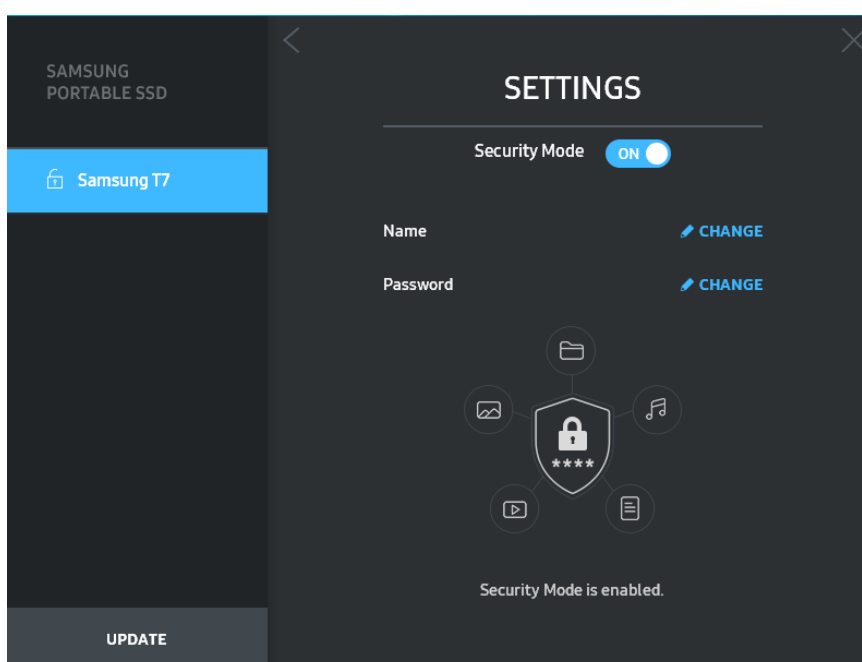 SAMSUNG
PORTABLE SSD
Samsung T7
UPDATE
SETTINGS
Security Mode ON
Name CHANGE
Password CHANGE
****
Security Mode is enabled.